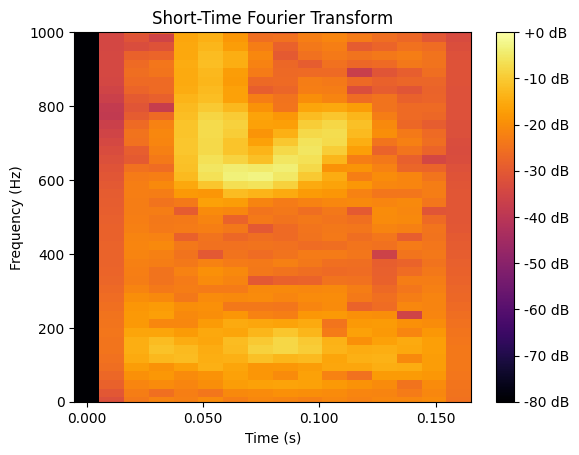 Short-Time Fourier Transform
Frequency (Hz)
1000
800
600
400
200
0
0.000
0.050
0.100
0.150
Time (s)
+0 dB
-10 dB
-20 dB
-30 dB
-40 dB
-50 dB
-60 dB
-70 dB
-80 dB